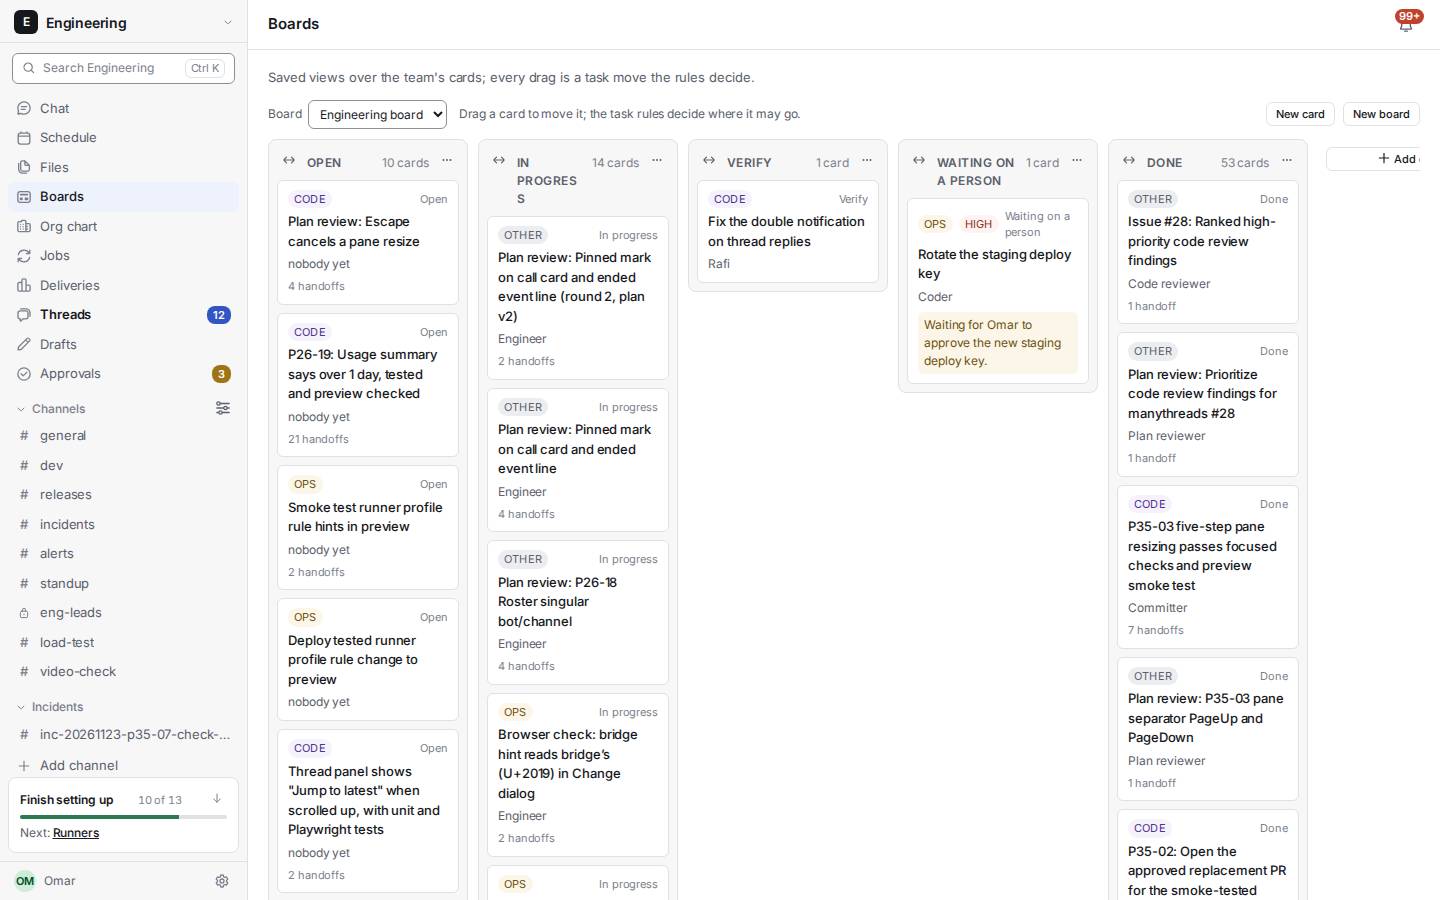 E Engineering
Search Engineering Ctrl K
Chat
Schedule
Files
Boards
Org chart
Jobs
Deliveries
Threads 12
Drafts
Approvals 3
Channels
# general
# dev
# releases
# incidents
# alerts
# standup
eng-leads
# load-test
# video-check
Incidents
# inc-20261123-p35-07-check-...
Add channel
Finish setting up 10 of 13
Next: Runners
OM Omar
Boards
99+
Saved views over the team's cards; every drag is a task move the rules decide.
Board Engineering board Drag a card to move it; the task rules decide where it may go.
New card New board
OPEN 10 cards ...
CODE Open
Plan review: Escape
cancels a pane resize
nobody yet
4 handoffs
CODE Open
P26-19: Usage summary
says over 1 day, tested
and preview checked
nobody yet
21 handoffs
OPS Open
Smoke test runner profile
rule hints in preview
nobody yet
2 handoffs
OPS Open
Deploy tested runner
profile rule change to
preview
nobody yet
CODE Open
Thread panel shows
"Jump to latest" when
scrolled up, with unit and
Playwright tests
nobody yet
2 handoffs
IN 14 cards ...
PROGRES
S
OTHER In progress
Plan review: Pinned mark
on call card and ended
event line (round 2, plan
v2)
Engineer
2 handoffs
OTHER In progress
Plan review: Pinned mark
on call card and ended
event line
Engineer
4 handoffs
OTHER In progress
Plan review: P26-18
Roster singular
bot/channel
Engineer
4 handoffs
OPS In progress
Browser check: bridge
hint reads bridge’s
(U+2019) in Change
dialog
Engineer
2 handoffs
OPS In progress
VERIFY 1 card ...
CODE Verify
Fix the double notification
on thread replies
Rafi
WAITING ON 1 card ...
A PERSON
OPS HIGH Waiting on a
person
Rotate the staging deploy
key
Coder
Waiting for Omar to
approve the new staging
deploy key.
DONE 53 cards ...
OTHER Done
Issue #28: Ranked high-
priority code review
findings
Code reviewer
1 handoff
OTHER Done
Plan review: Prioritize
code review findings for
manythreads #28
Plan reviewer
1 handoff
CODE Done
P35-03 five-step pane
resizing passes focused
checks and preview
smoke test
Committer
7 handoffs
OTHER Done
Plan review: P35-03 pane
separator PageUp and
PageDown
Plan reviewer
1 handoff
CODE Done
P35-02: Open the
approved replacement PR
for the smoke-tested
Add